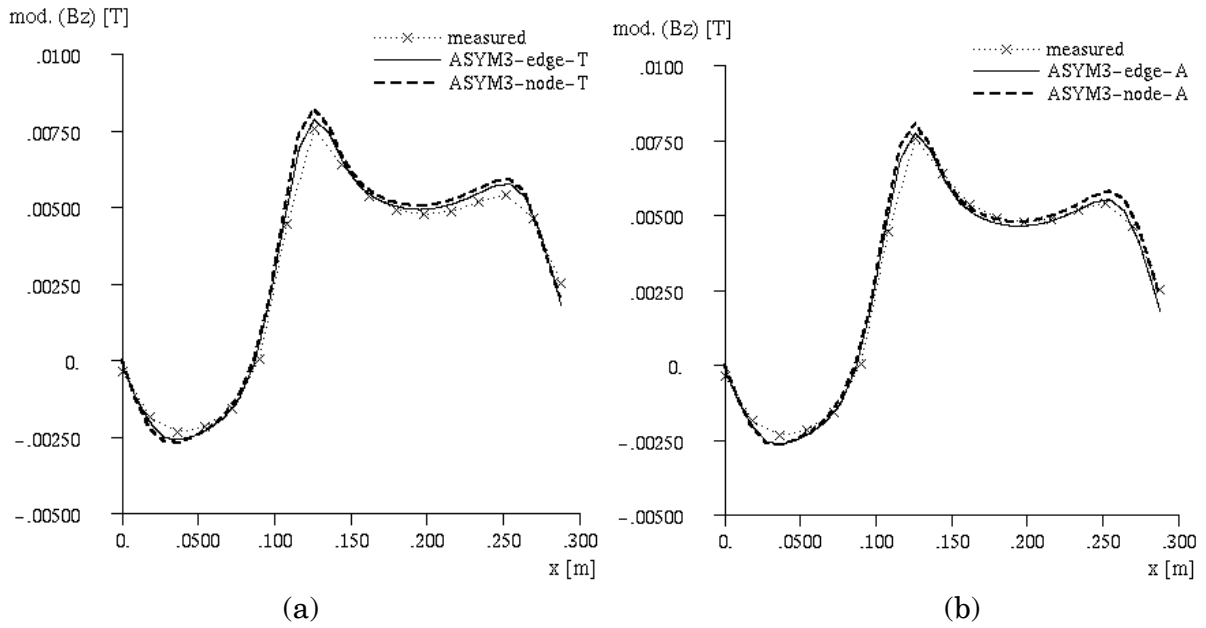 mod. (Bz) [T]
measured
ASYM3-edge-T
ASYM3-node-T
.0100
.00750
.00500
.00250
0.
-.00250
-.00500
0.
.0500
.100
.150
.200
.250
.300
x [m]
(a)
mod. (Bz) [T]
measured
ASYM3-edge-A
ASYM3-node-A
.0100
.00750
.00500
.00250
0.
-.00250
-.00500
0.
.0500
.100
.150
.200
.250
.300
x [m]
(b)